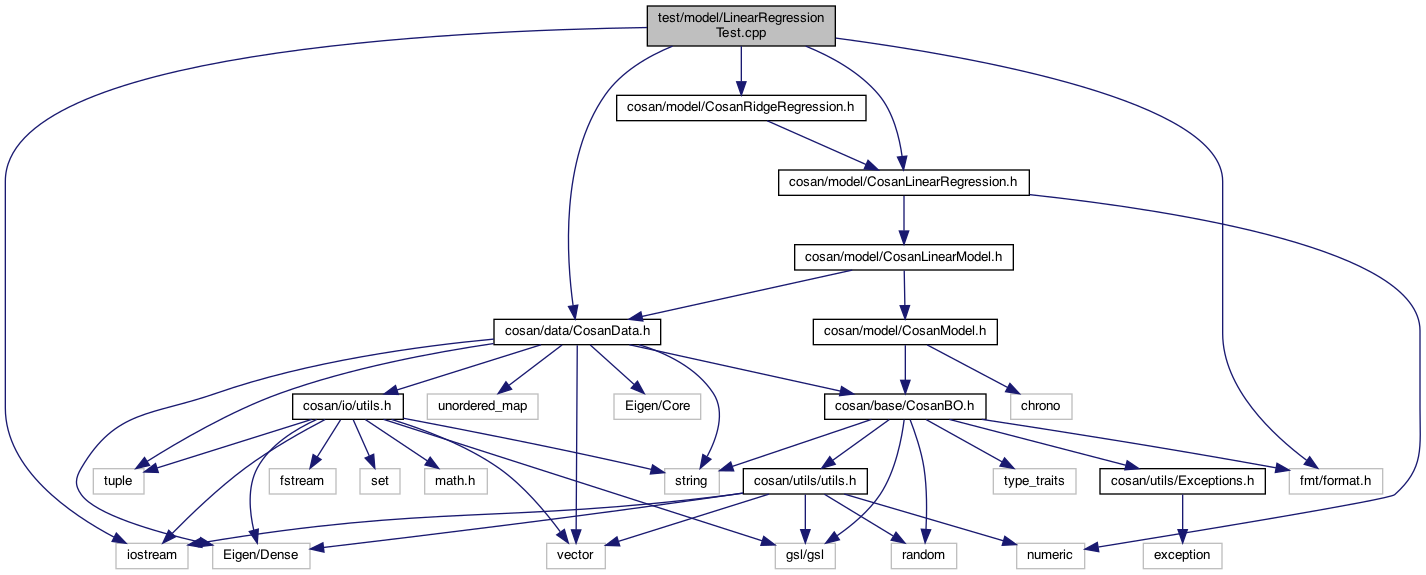 test/model/LinearRegression
Test.cpp
cosan/model/CosanRidgeRegression.h
cosan/model/CosanLinearRegression.h
cosan/model/CosanLinearModel.h
cosan/data/CosanData.h
cosan/model/CosanModel.h
cosan/io/utils.h
unordered_map
Eigen/Core
cosan/base/CosanBO.h
chrono
tuple
fstream
set
math.h
string
cosan/utils/utils.h
type_traits
cosan/utils/Exceptions.h
fmt/format.h
iostream
Eigen/Dense
vector
gsl/gsl
random
numeric
exception